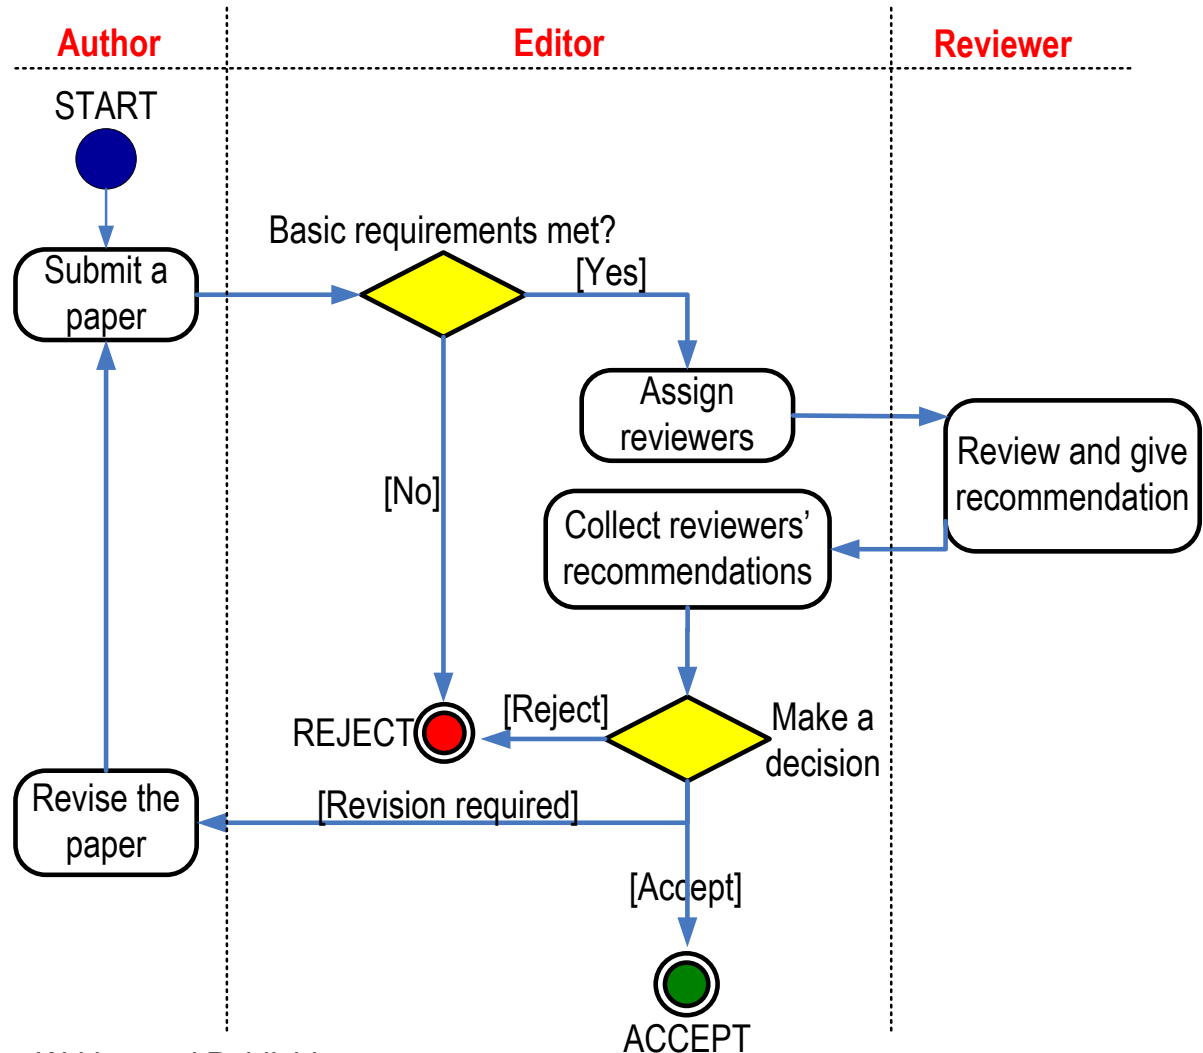 Author
Editor
Reviewer
START
Basic requirements met?
Submit a
paper
[Yes]
Assign
reviewers
Review and give
recommendation
[No]
Collect reviewers’
recommendations
REJECT
[Reject]
Make a
decision
Revise the
paper
[Revision required]
[Accept]
ACCEPT